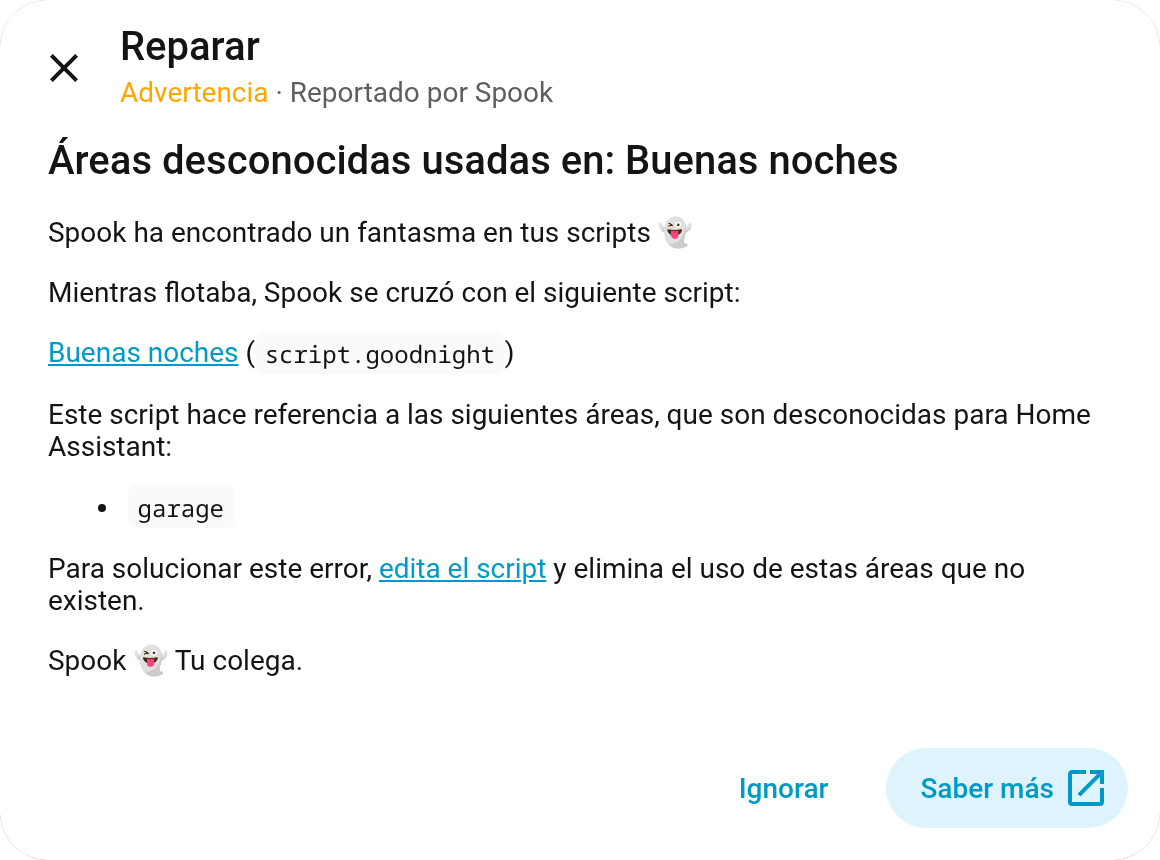 Reparar
Advertencia · Reportado por Spook
Áreas desconocidas usadas en: Buenas noches
Spook ha encontrado un fantasma en tus scripts 👻
Mientras flotaba, Spook se cruzó con el siguiente script:
Buenas noches ( script.goodnight )
Este script hace referencia a las siguientes áreas, que son desconocidas para Home
Assistant:
• garage
Para solucionar este error, edita el script y elimina el uso de estas áreas que no
existen.
Spook 👻 Tu colega.
Ignorar
Saber más